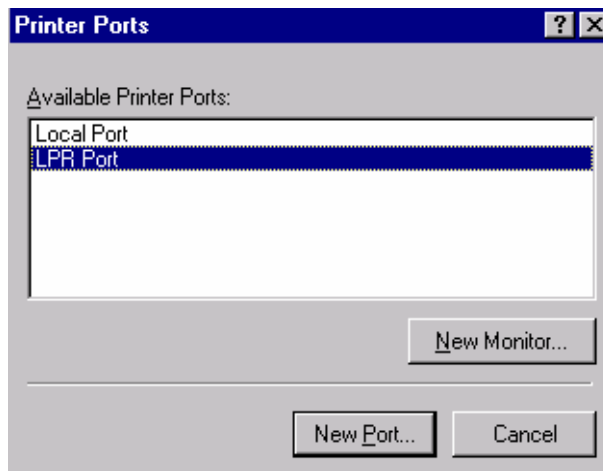 Printer Ports
Available Printer Ports:
Local Port
LPR Port
New Monitor...
New Port...
Cancel